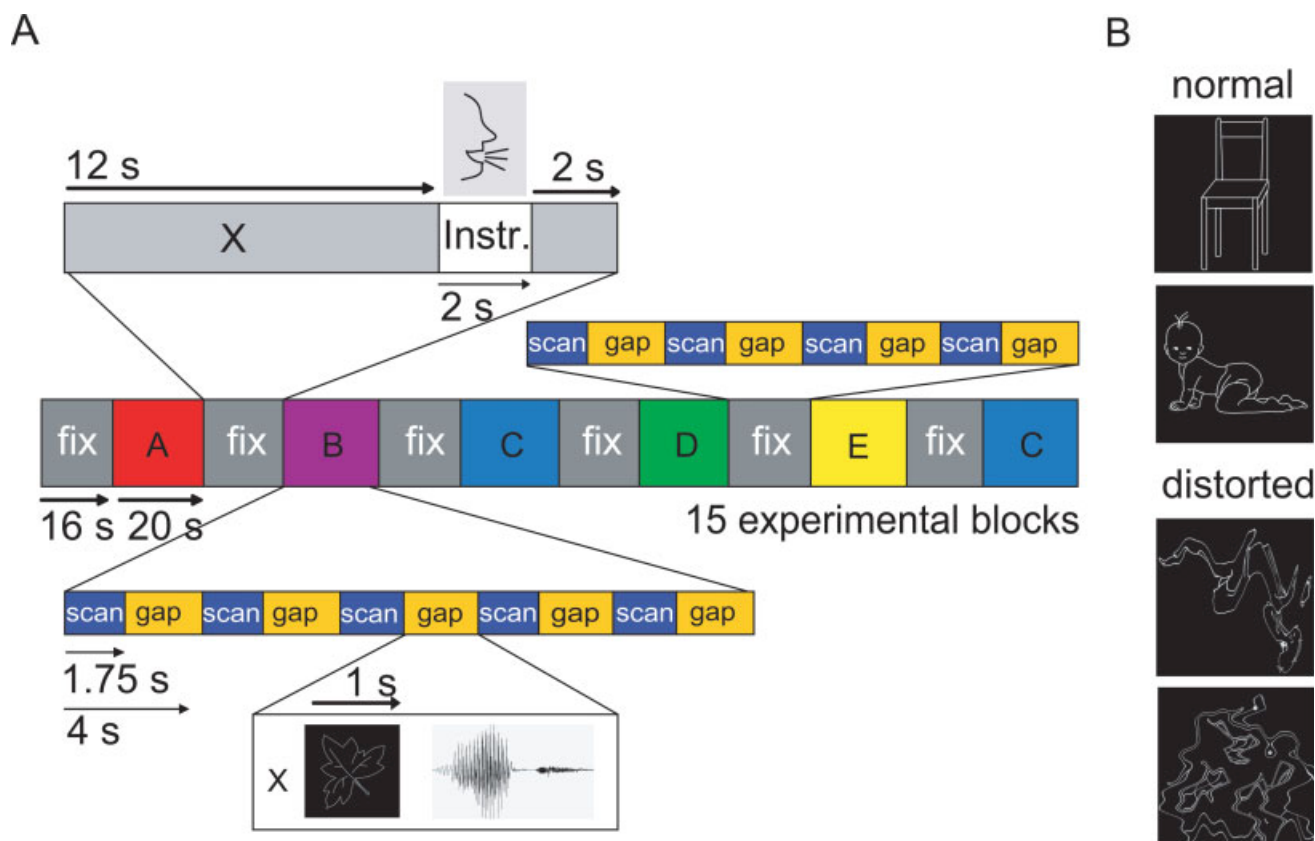 A
B
normal
12 s
2 s
X
Instr.
2 s
scan gap scan gap scan gap scan gap
fix A fix B fix C fix D fix E fix C
distorted
16 s 20 s
15 experimental blocks
scan gap scan gap scan gap scan gap scan gap
1.75 s
4 s
1 s
X